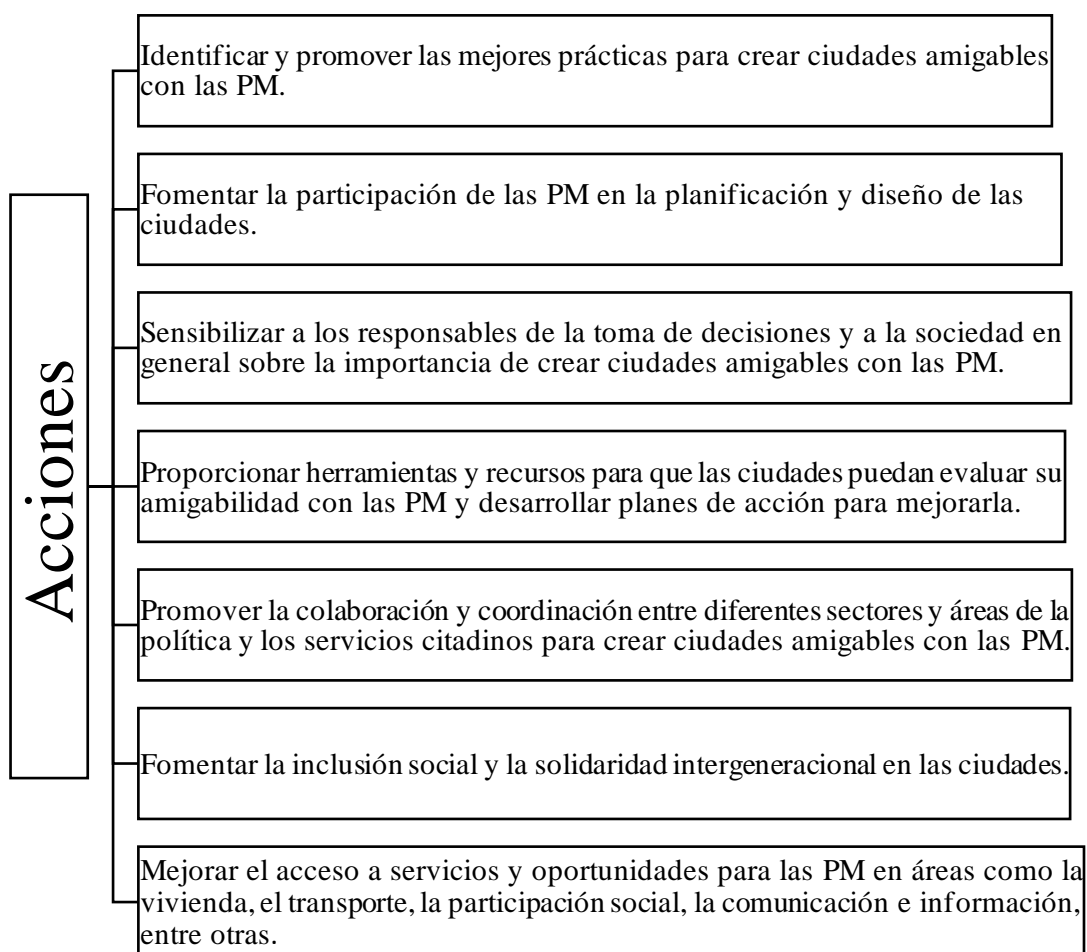 Acciones
Identificar y promover las mejores prácticas para crear ciudades amigables
con las PM.
Fomentar la participación de las PM en la planificación y diseño de las
ciudades.
Sensibilizar a los responsables de la toma de decisiones y a la sociedad en
general sobre la importancia de crear ciudades amigables con las PM.
Proporcionar herramientas y recursos para que las ciudades puedan evaluar su
amigabilidad con las PM y desarrollar planes de acción para mejorarla.
Promover la colaboración y coordinación entre diferentes sectores y áreas de la
política y los servicios citadinos para crear ciudades amigables con las PM.
Fomentar la inclusión social y la solidaridad intergeneracional en las ciudades.
Mejorar el acceso a servicios y oportunidades para las PM en áreas como la
vivienda, el transporte, la participación social, la comunicación e información,
entre otras.